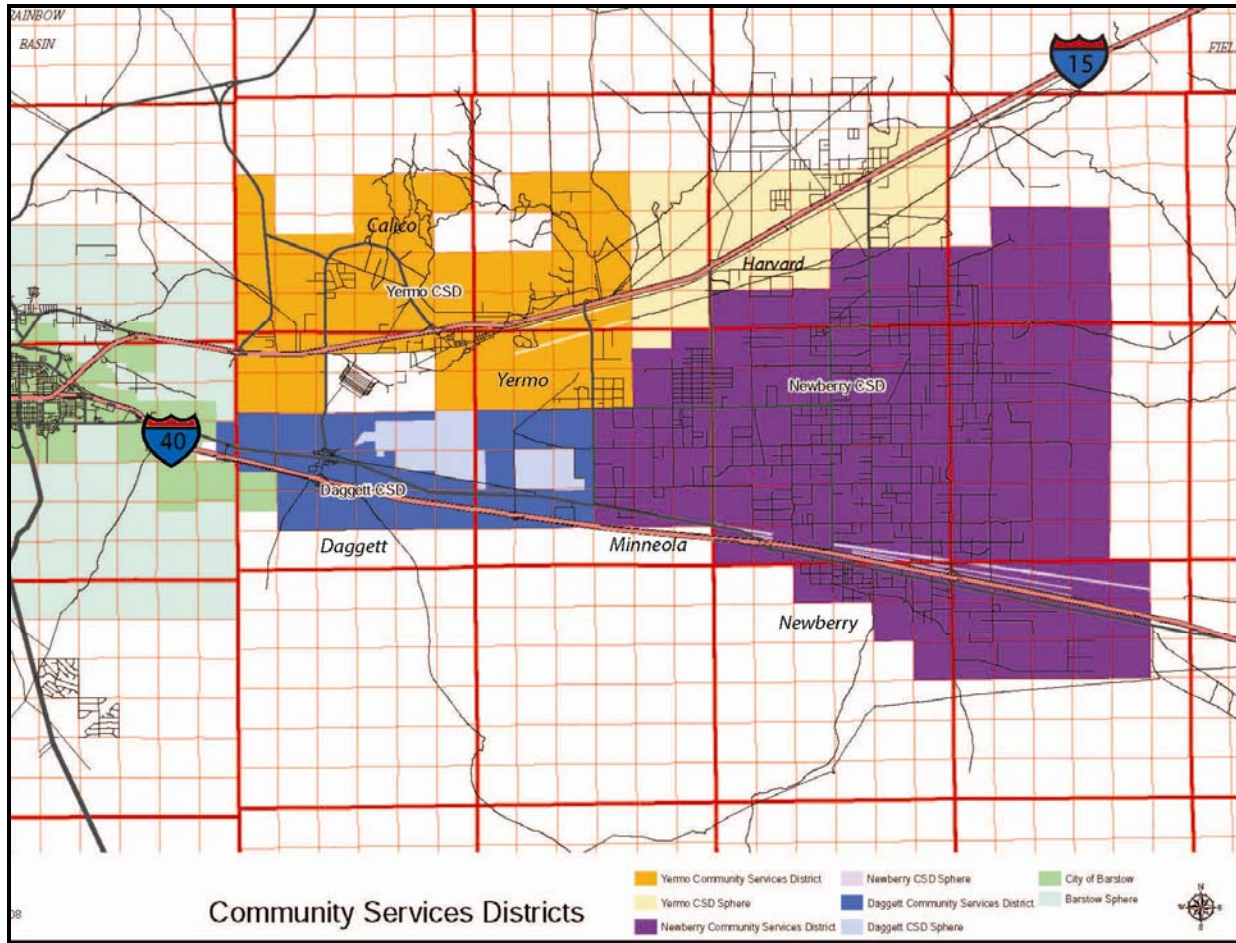 RAINBOW
BASIN
15
FIEL
Calico
Yermo CSD
Harvard
Yermo
Newberry CSD
40
Daggett CSD
Daggett
Minneola
Newberry
08
Community Services Districts
Yermo Community Services District
Yermo CSD Sphere
Newberry Community Services District
Newberry CSD Sphere
Daggett Community Services District
Daggett CSD Sphere
City of Barstow
Barstow Sphere
N
W
E
S